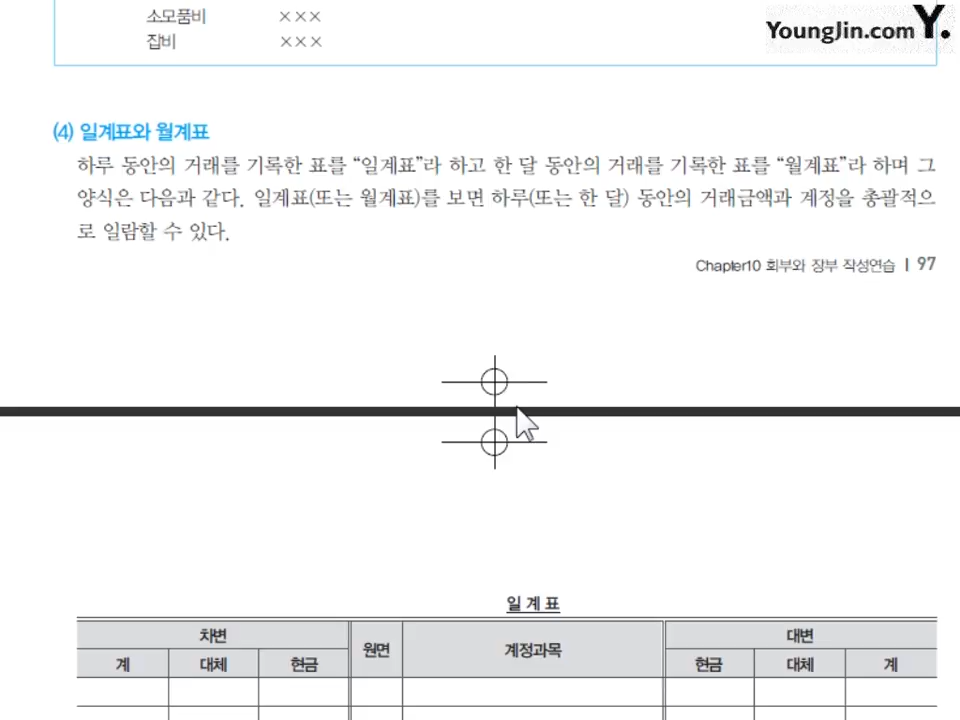 소모품비 ×××
잡비 ×××
YoungJin.com Y.
(4) 일계표와 월계표
하루 동안의 거래를 기록한 표를 “일계표”라 하고 한 달 동안의 거래를 기록한 표를 “월계표”라 하며 그
양식은 다음과 같다. 일계표(또는 월계표)를 보면 하루(또는 한 달) 동안의 거래금액과 계정을 총괄적으
로 일람할 수 있다.
Chapter10 회부와 장부 작성연습 | 97
일 계 표
차변 원면 계정과목 대변
계 대체 현금 현금 대체 계